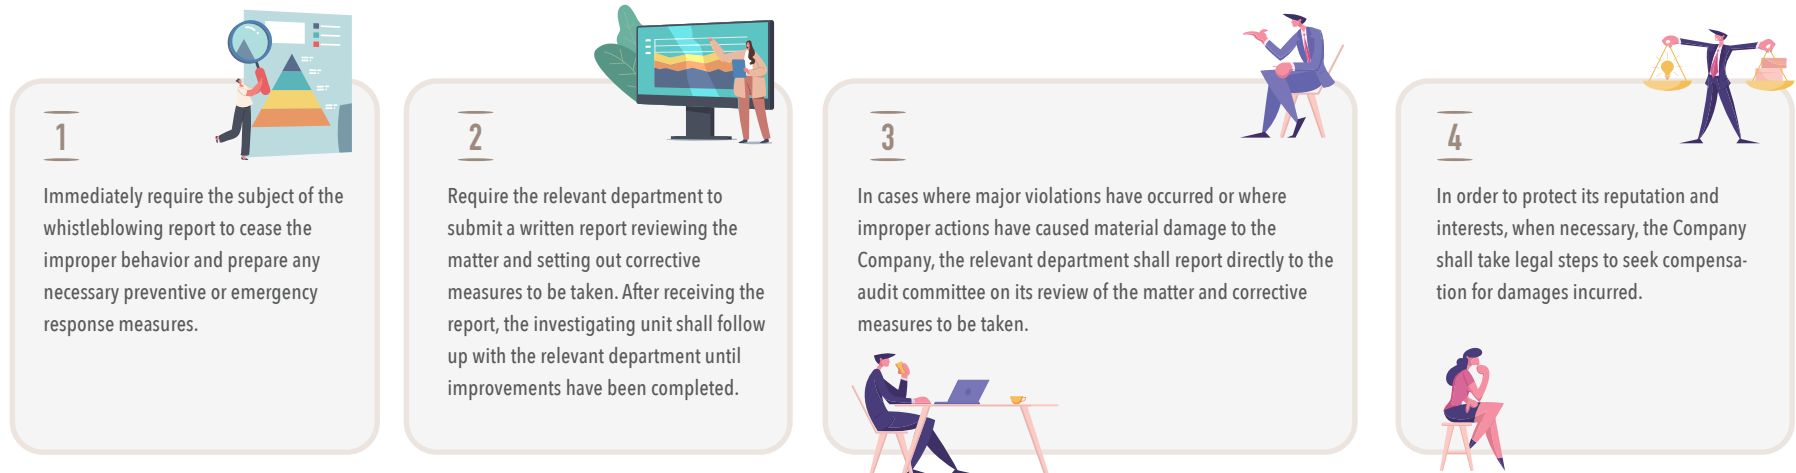 1
Immediately require the subject of the
whistleblowing report to cease the
improper behavior and prepare any
necessary preventive or emergency
response measures.
2
Require the relevant department to
submit a written report reviewing the
matter and setting out corrective
measures to be taken. After receiving the
report, the investigating unit shall follow
up with the relevant department until
improvements have been completed.
3
In cases where major violations have occurred or where
improper actions have caused material damage to the
Company, the relevant department shall report directly to the
audit committee on its review of the matter and corrective
measures to be taken.
4
In order to protect its reputation and
interests, when necessary, the Company
shall take legal steps to seek compensa-
tion for damages incurred.